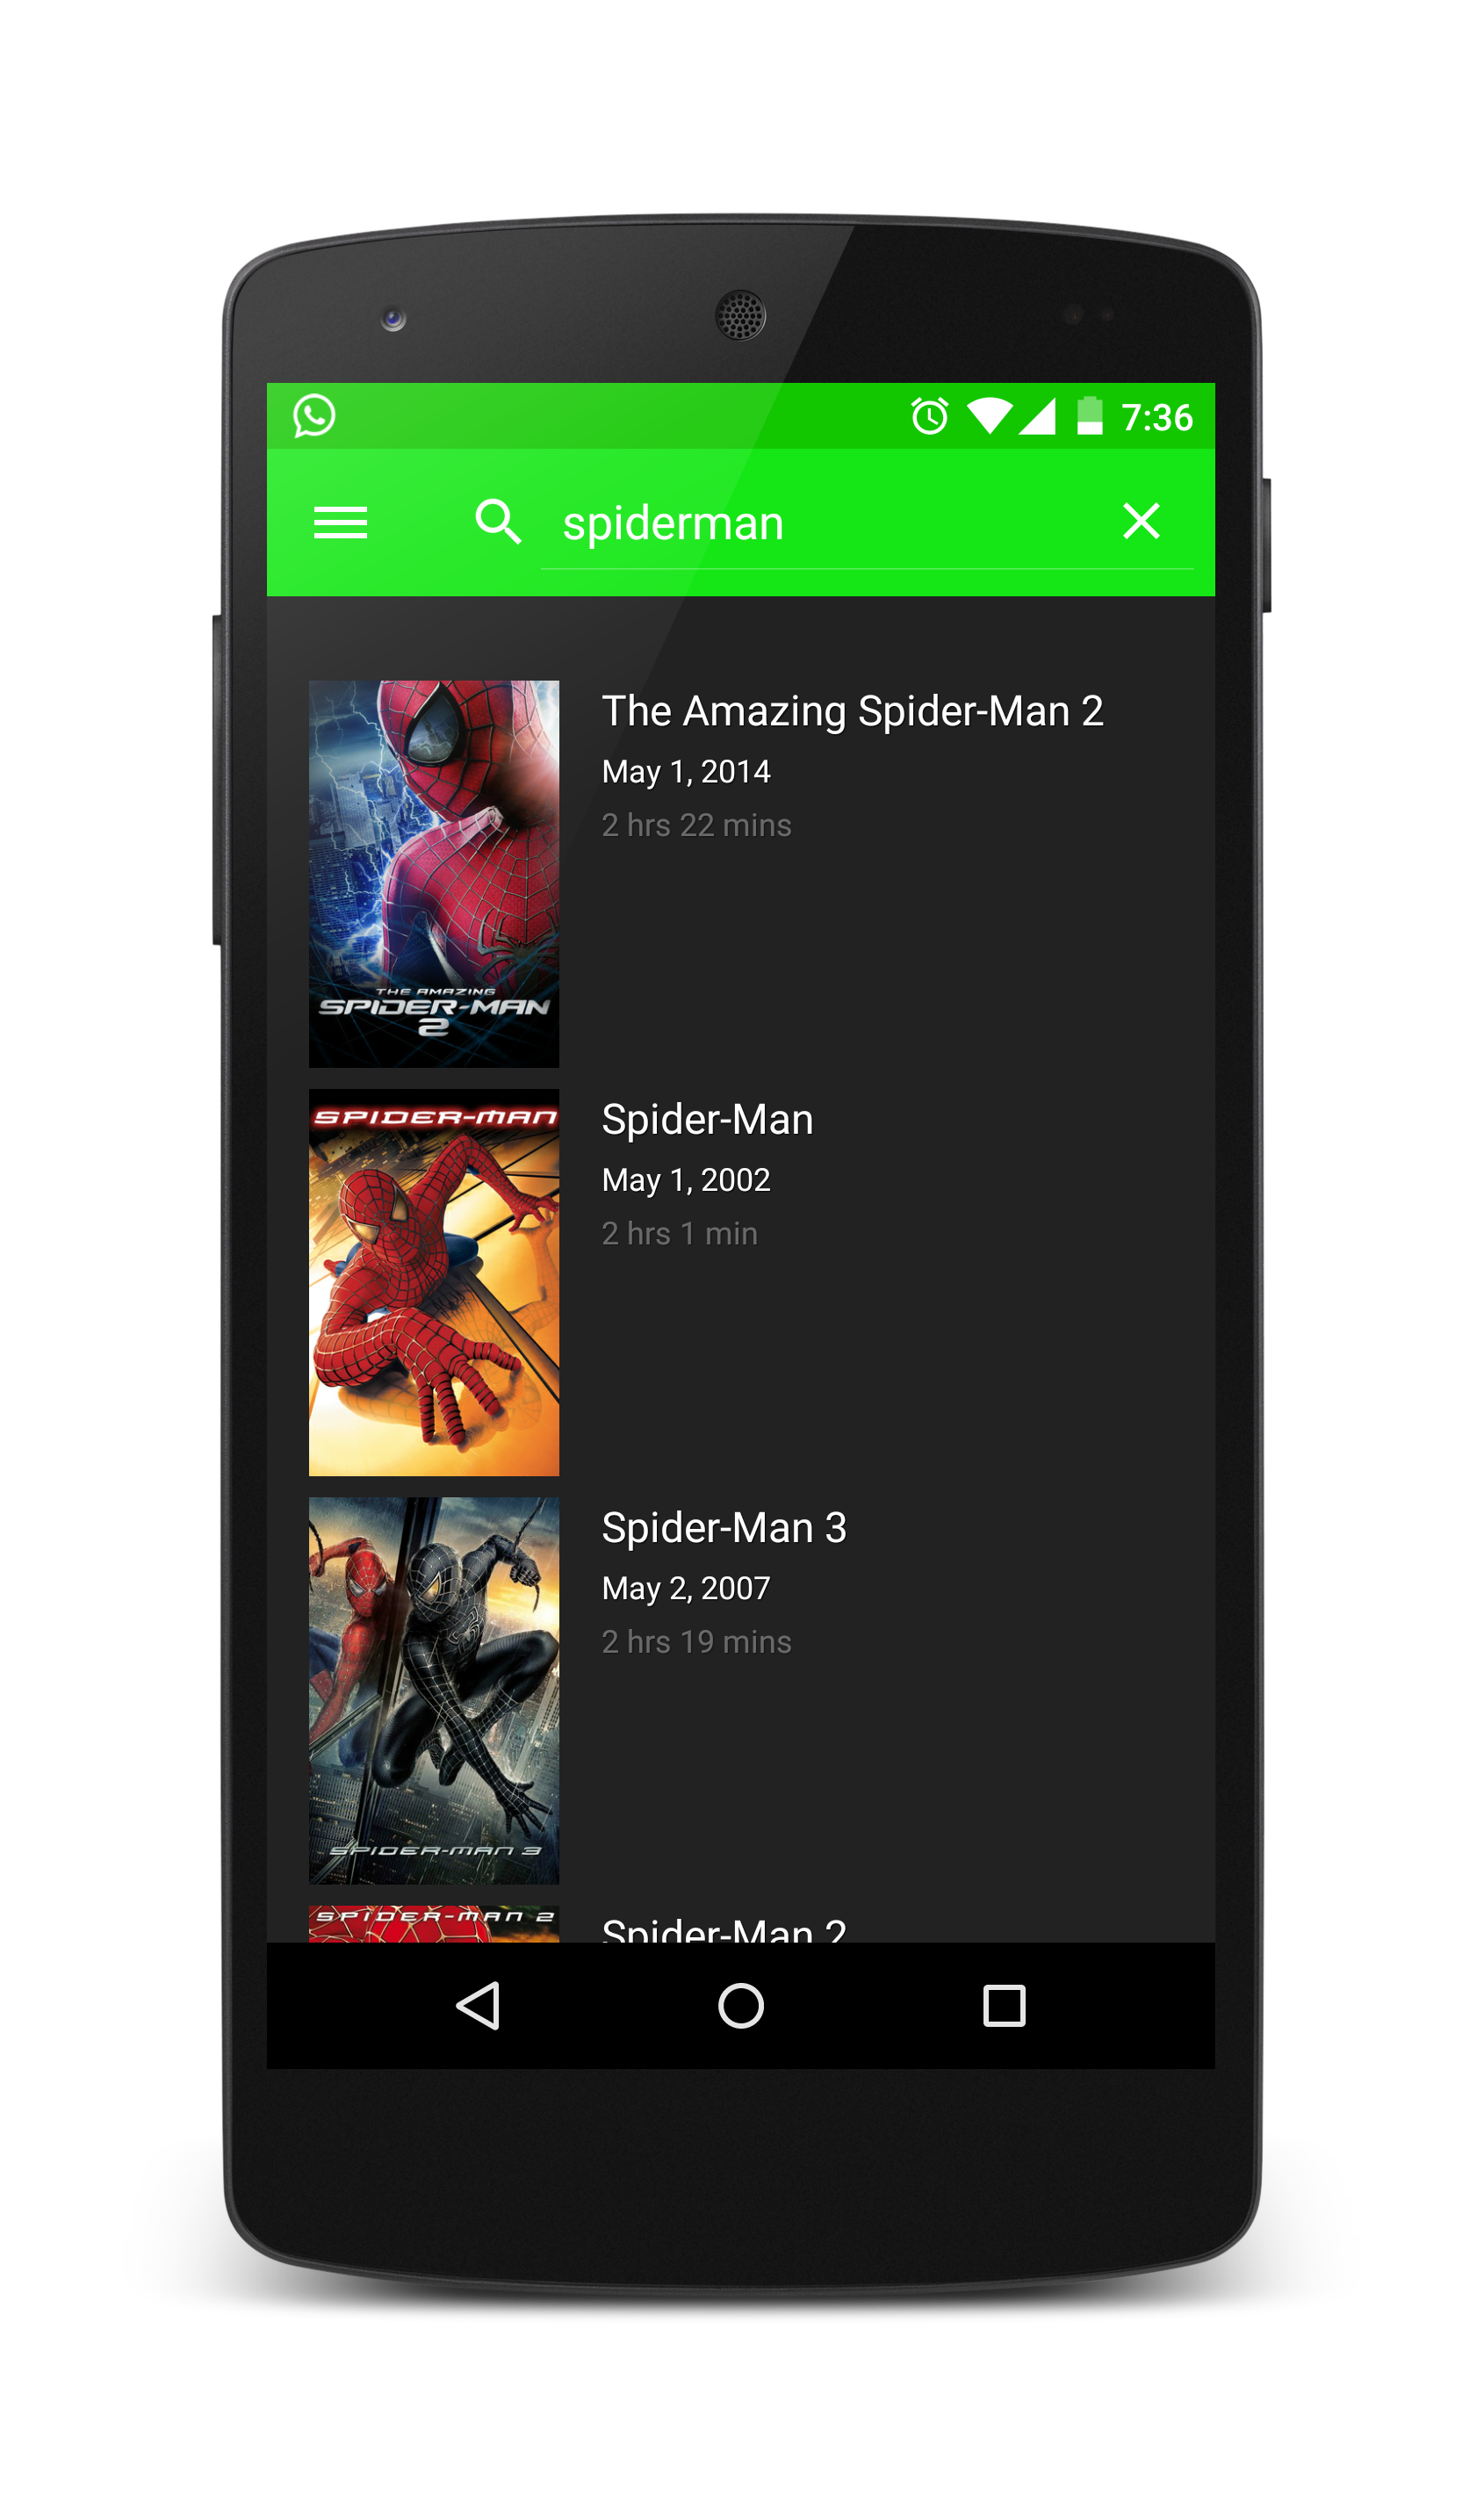 7:36
spiderman
THE AMAZING
SPIDER-MAN
2
The Amazing Spider-Man 2
May 1, 2014
2 hrs 22 mins
SPIDER-MAN
Spider-Man
May 1, 2002
2 hrs 1 min
SPIDER-MAN 3
Spider-Man 3
May 2, 2007
2 hrs 19 mins
SPIDER-MAN 2
Spider-Man 2